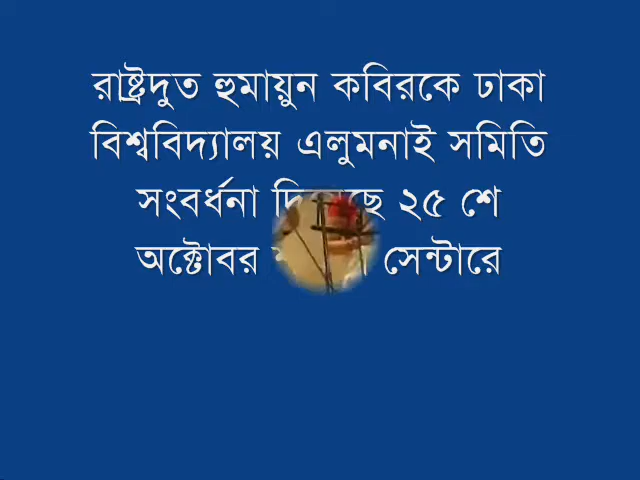 রাষ্ট্রদুত হুমায়ুন কবিরকে ঢাকা
বিশ্ববিদ্যালয় এলুমনাই সমিতি
সংবর্ধনা ২৫ শে
অক্টোবর সেন্টারে